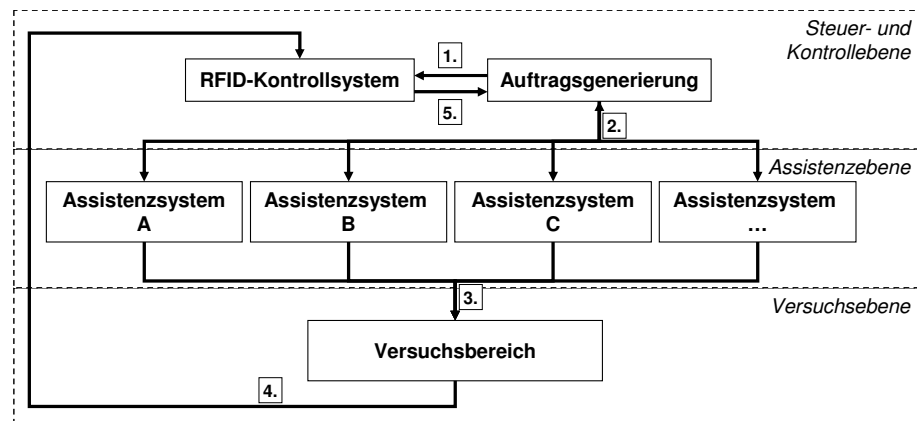 Steuer- und
Kontrollebene
1.
RFID-Kontrollsystem
Auftragsgenerierung
5.
2.
Assistenzebene
Assistenzsystem
A
Assistenzsystem
B
Assistenzsystem
C
Assistenzsystem
...
3.
Versuchsebene
Versuchsbereich
4.